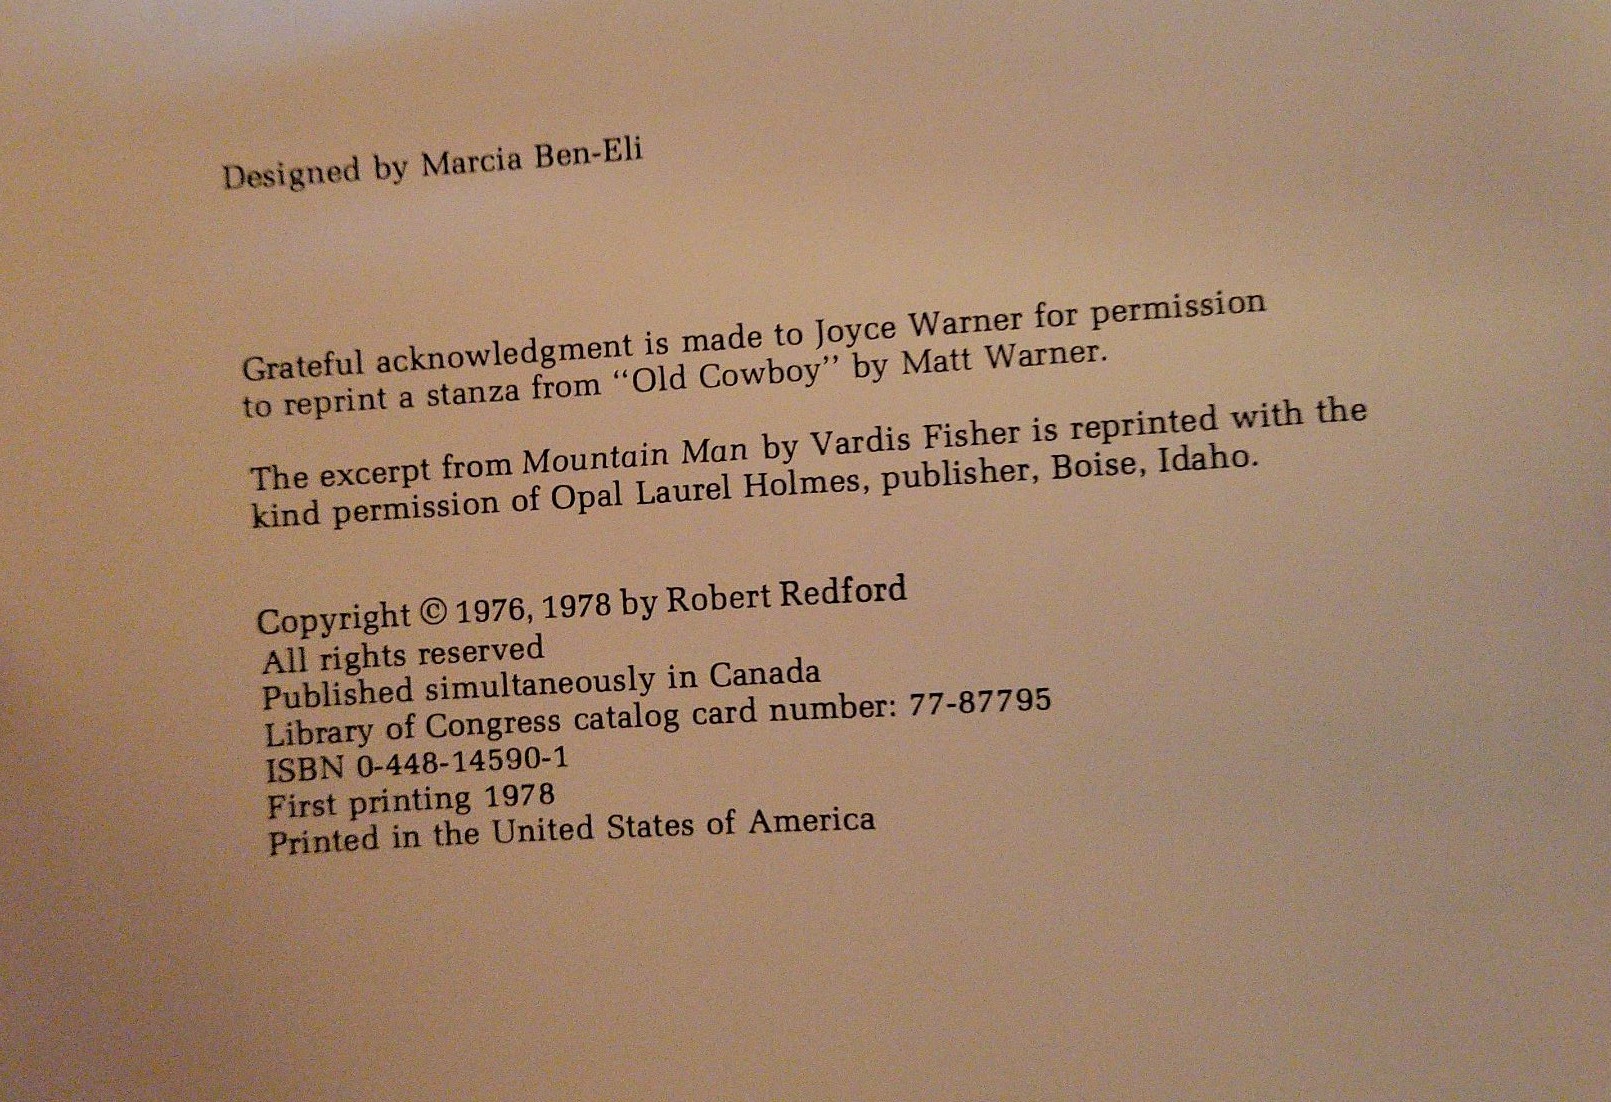 Designed by Marcia Ben-Eli
Grateful acknowledgment is made to Joyce Warner for permission
to reprint a stanza from “Old Cowboy” by Matt Warner.
The excerpt from Mountain Man by Vardis Fisher is reprinted with the
kind permission of Opal Laurel Holmes, publisher, Boise, Idaho.
Copyright © 1976, 1978 by Robert Redford
All rights reserved
Published simultaneously in Canada
Library of Congress catalog card number: 77-87795
ISBN 0-448-14590-1
First printing 1978
Printed in the United States of America